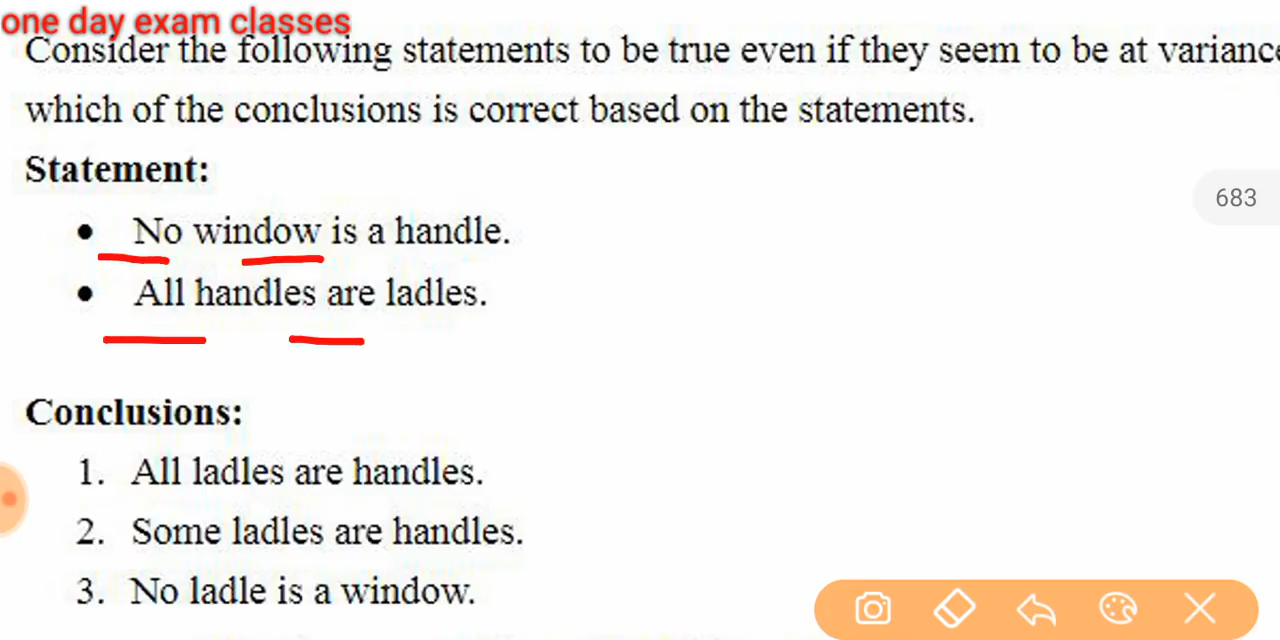 one day exam classes
Consider the following statements to be true even if they seem to be at variance
which of the conclusions is correct based on the statements.
Statement:
• No window is a handle.
683
• All handles are ladles.
Conclusions:
1. All ladles are handles.
2. Some ladles are handles.
3. No ladle is a window.